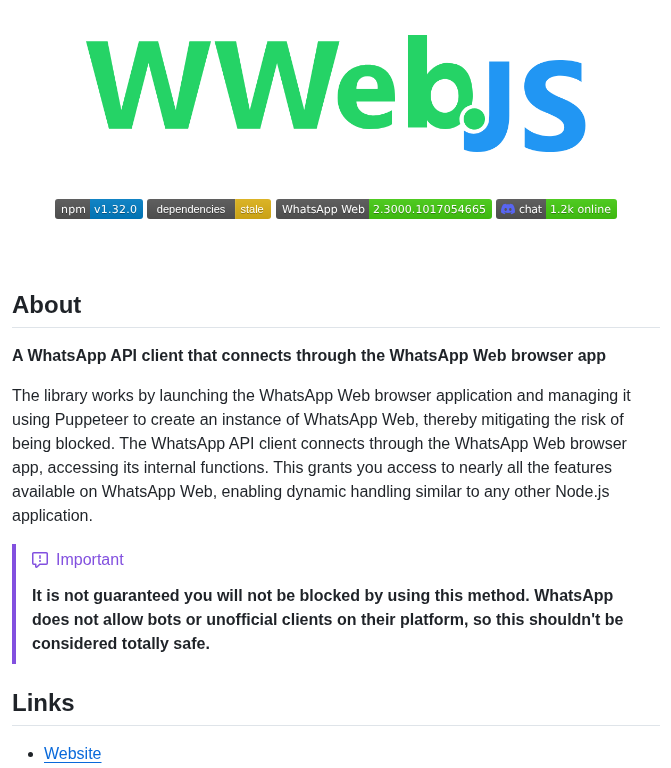 WWebJS
npm v1.32.0 dependencies stale WhatsApp Web 2.3000.1017054665 chat 1.2k online
About
A WhatsApp API client that connects through the WhatsApp Web browser app
The library works by launching the WhatsApp Web browser application and managing it
using Puppeteer to create an instance of WhatsApp Web, thereby mitigating the risk of
being blocked. The WhatsApp API client connects through the WhatsApp Web browser
app, accessing its internal functions. This grants you access to nearly all the features
available on WhatsApp Web, enabling dynamic handling similar to any other Node.js
application.
Important
It is not guaranteed you will not be blocked by using this method. WhatsApp
does not allow bots or unofficial clients on their platform, so this shouldn't be
considered totally safe.
Links
Website